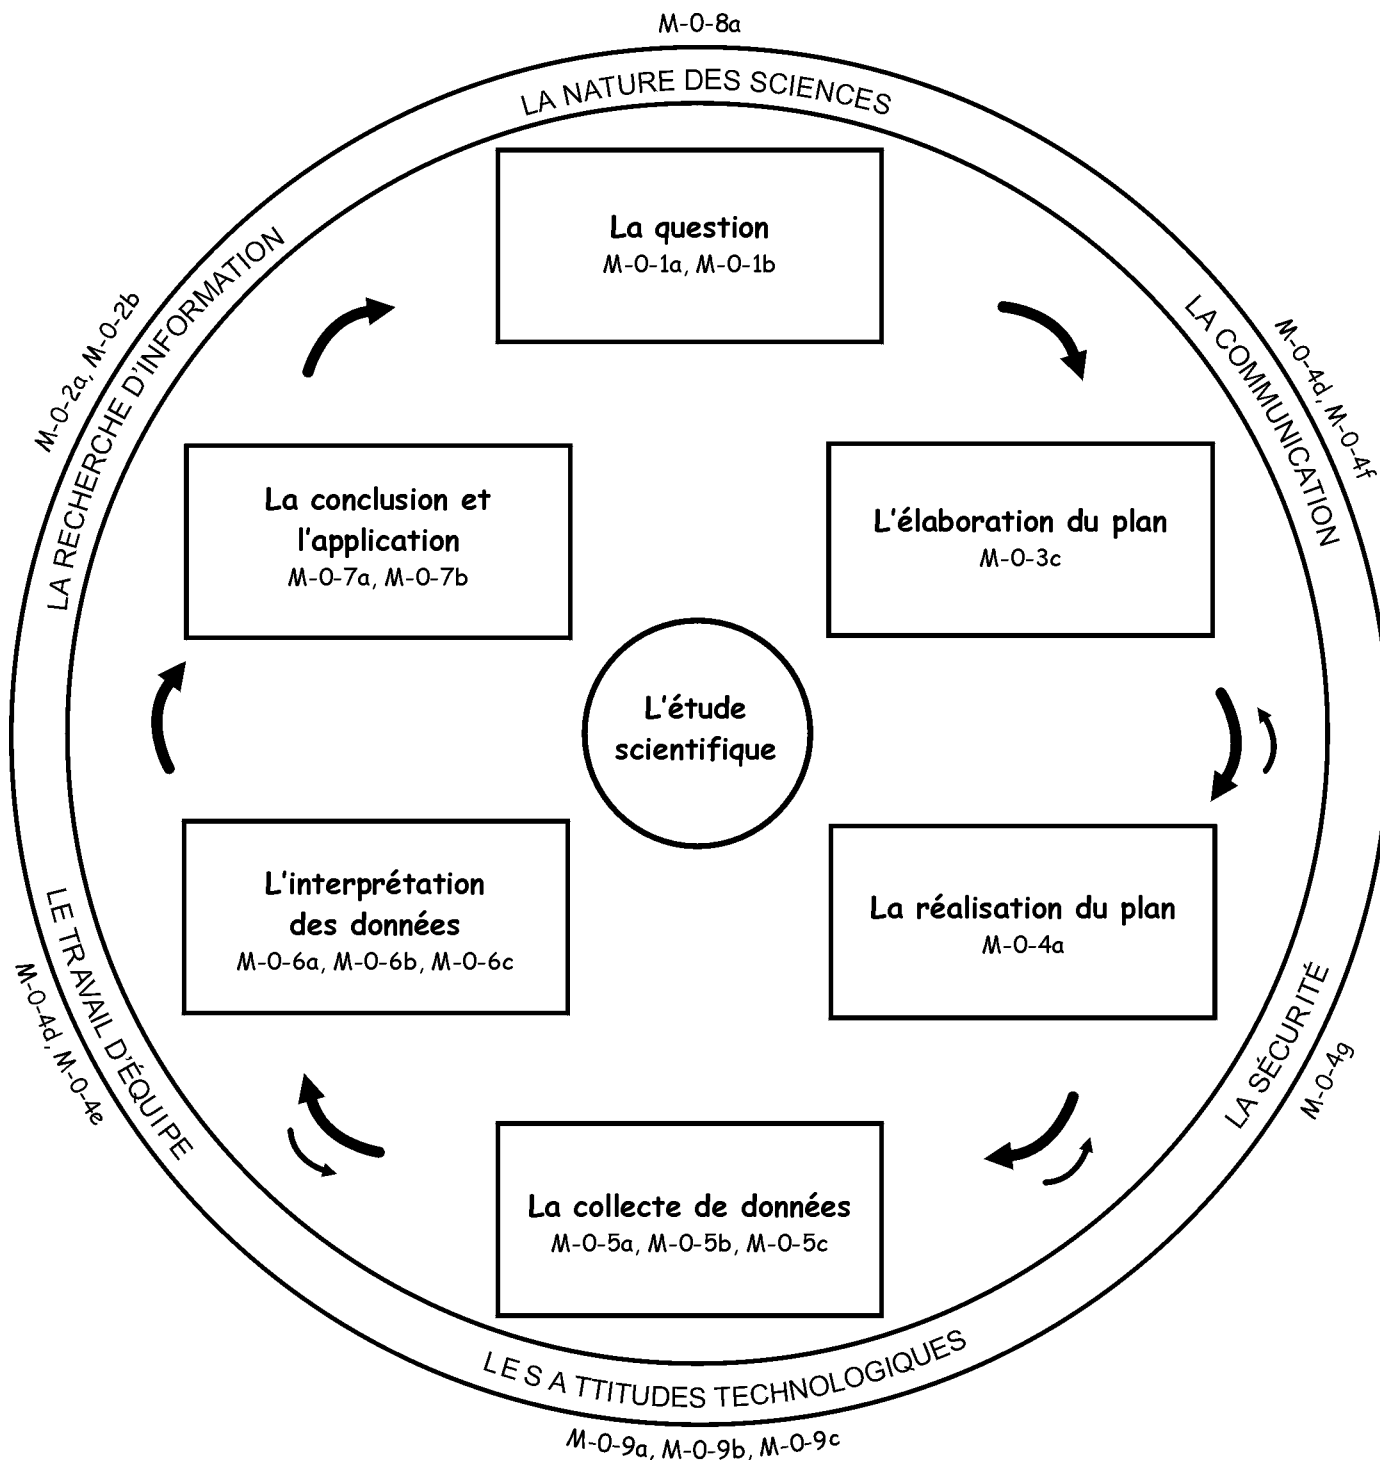 M-0-8a
LA NATURE DES SCIENCES
La question
M-0-1a, M-0-1b
LA RECHERCHE D'INFORMATION
M-0-2a, M-0-2b
LA COMMUNICATION
M-0-4d, M-0-4f
La conclusion et
l'application
M-0-7a, M-0-7b
L'élaboration du plan
M-0-3c
L'étude
scientifique
L'interprétation
des données
M-0-6a, M-0-6b, M-0-6c
La réalisation du plan
M-0-4a
LE TRAVAIL D'ÉQUIPE
M-0-4d, M-0-4e
LA SÉCURITÉ
M-0-4g
La collecte de données
M-0-5a, M-0-5b, M-0-5c
LES ATTITUDES TECHNOLOGIQUES
M-0-9a, M-0-9b, M-0-9c